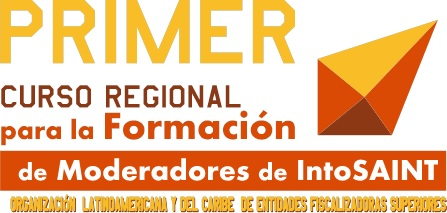 PRIMER
CURSO REGIONAL
para la Formación
de Moderadores de IntoSAINT
ORGANIZACIÓN LATINOAMERICANA Y DEL CARIBE DE ENTIDADES FISCALIZADORAS SUPERIORES